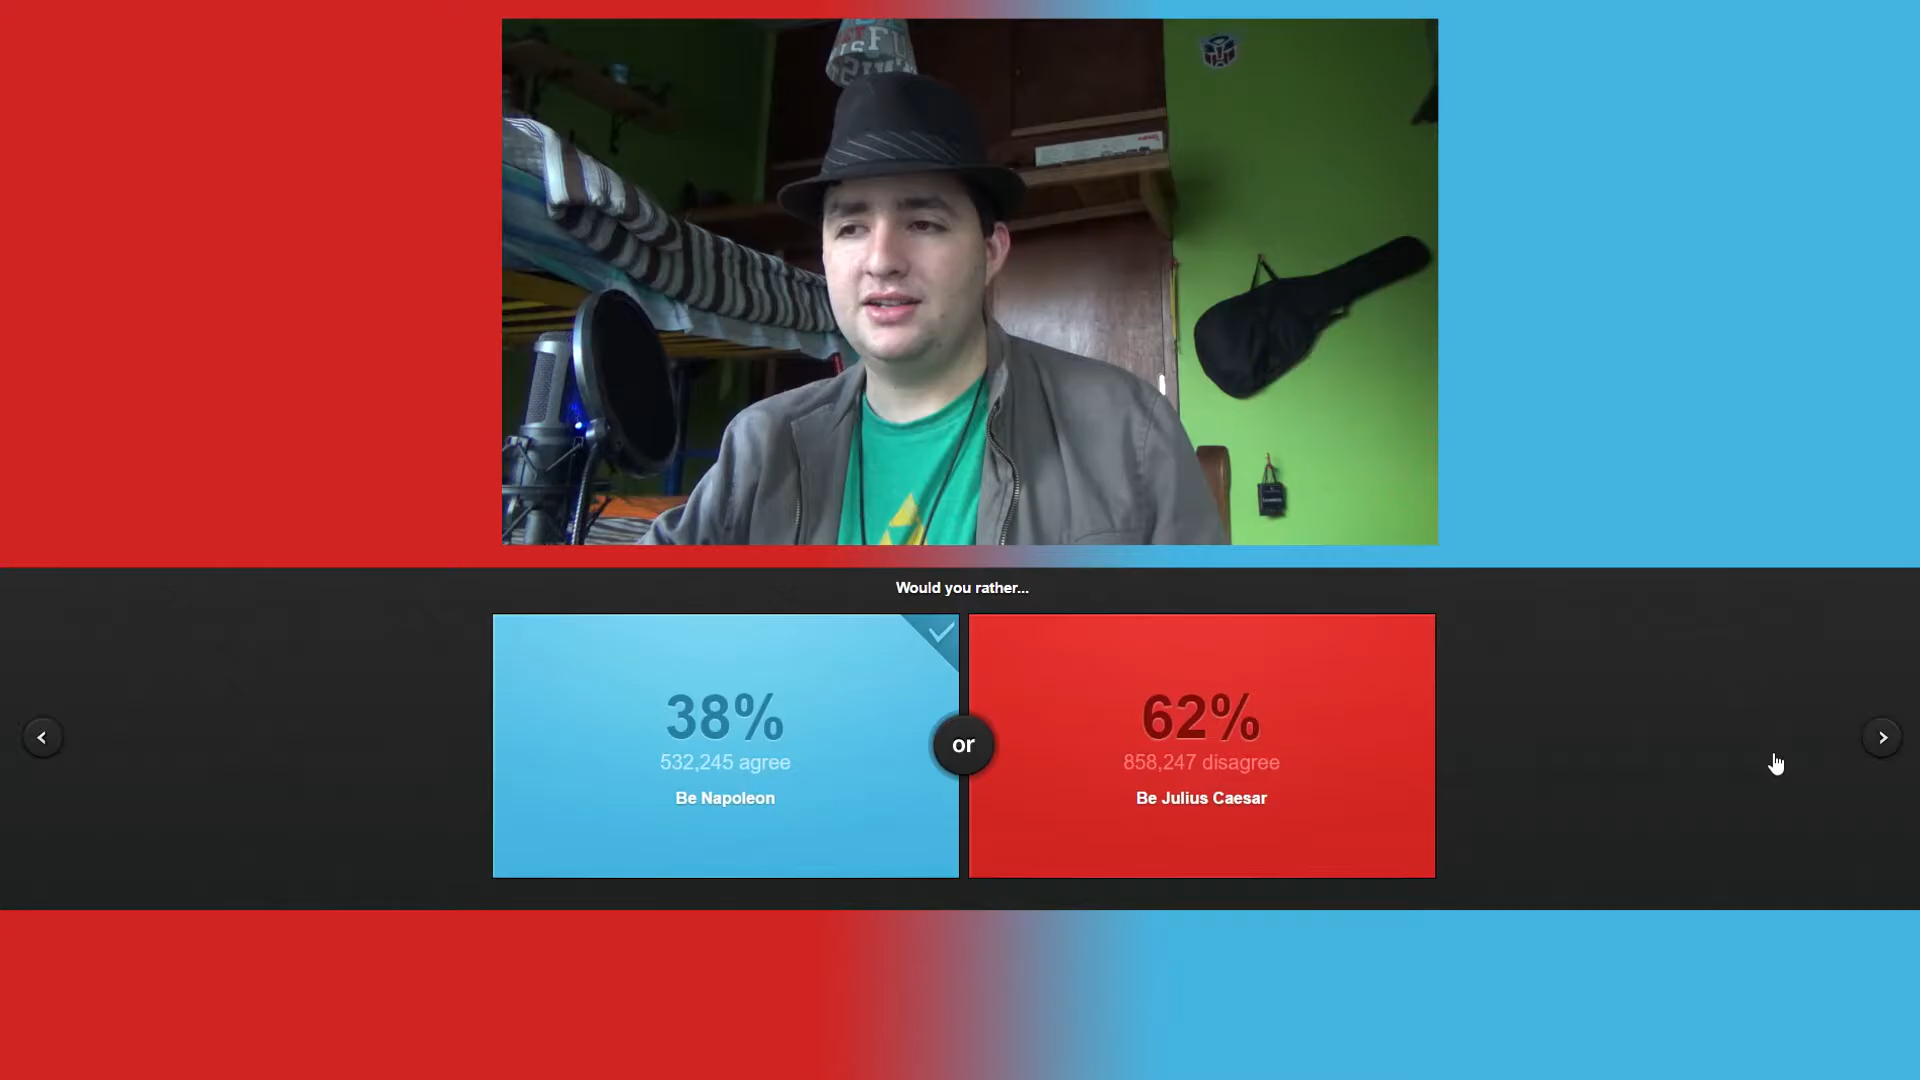 Would you rather...
38%
532,245 agree
Be Napoleon
or
62%
858,247 disagree
Be Julius Caesar